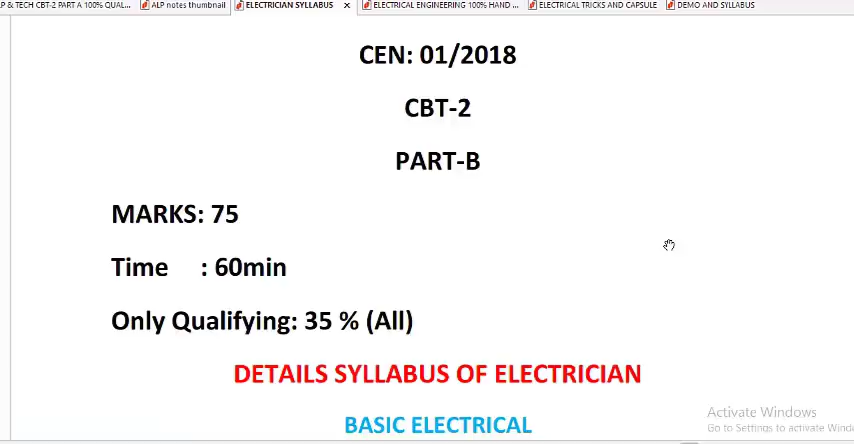 P & TECH CBT-2 PART A 100% QUAL... ALP notes thumbnail ELECTRICIAN SYLLABUS ELECTRICAL ENGINEERING 100% HAND ... ELECTRICAL TRICKS AND CAPSULE DEMO AND SYLLABUS
CEN: 01/2018
CBT-2
PART-B
MARKS: 75
Time : 60min
Only Qualifying: 35 % (All)
DETAILS SYLLABUS OF ELECTRICIAN
BASIC ELECTRICAL
Activate Windows
Go to Settings to activate Winde